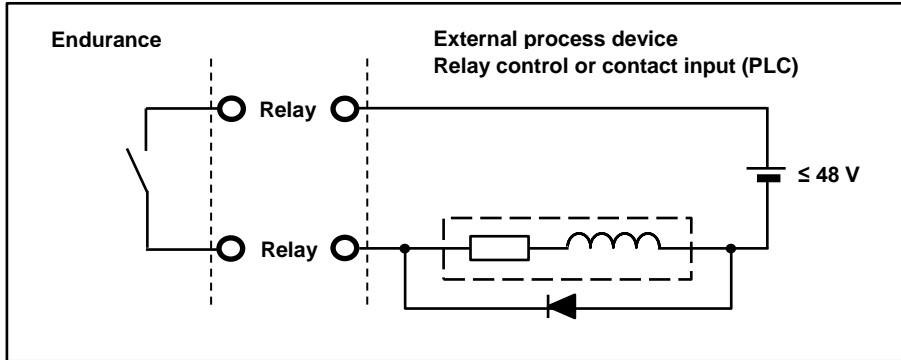 Endurance
External process device
Relay control or contact input (PLC)
Relay
≤ 48 V
Relay